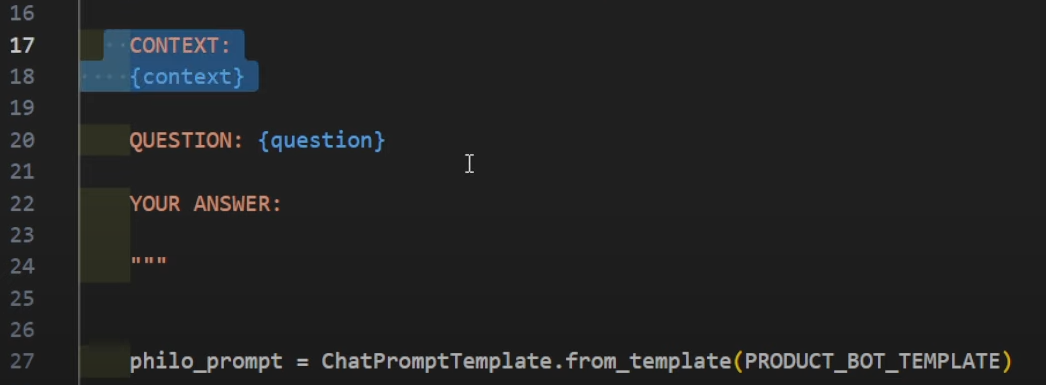 16
17 CONTEXT:
18 {context}
19
20 QUESTION: {question}
21
22 YOUR ANSWER:
23
24 """
25
26
27 philo_prompt = ChatPromptTemplate.from_template(PRODUCT_BOT_TEMPLATE)